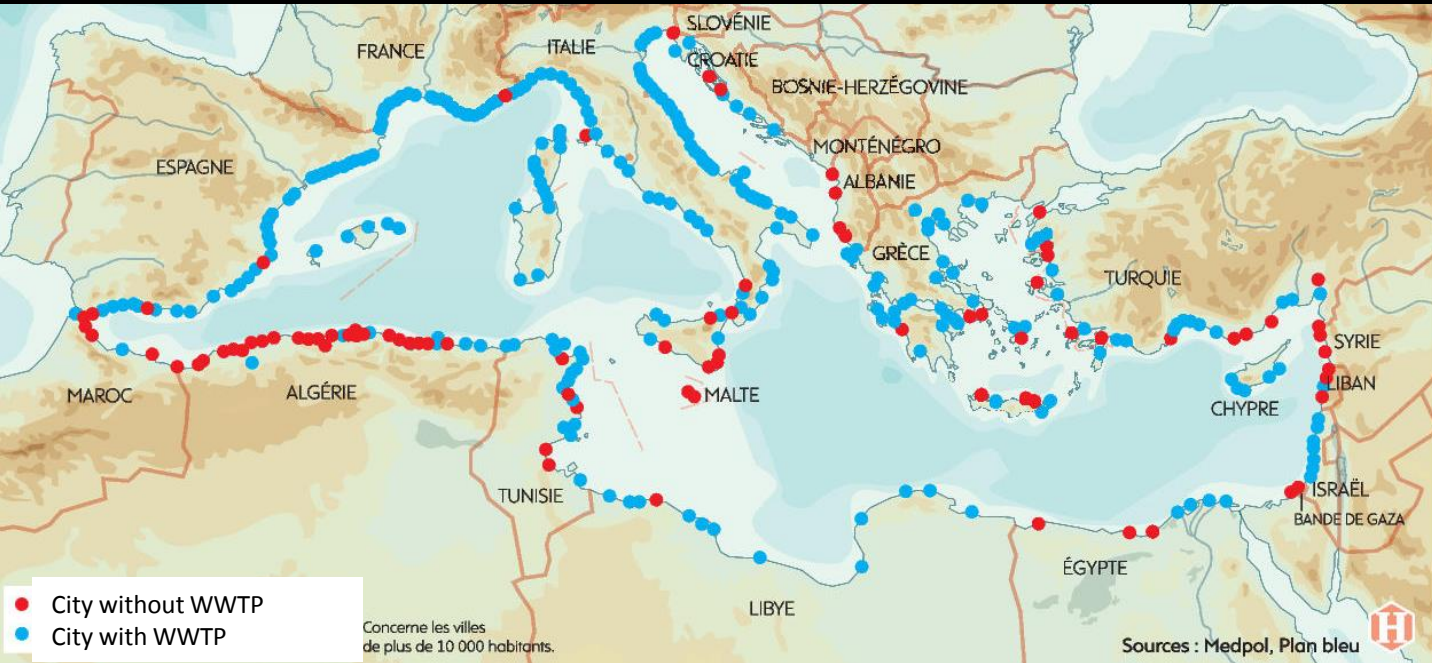 SLOVÉNIE
FRANCE
ITALIE
CROATIE
BOSNIE-HERZÉGOVINE
MONTÉNÉGRO
ESPAGNE
ALBANIE
GRÈCE
TURQUIE
SYRIE
LIBAN
MAROC
ALGÉRIE
MALTE
CHYPRE
TUNISIE
ISRAËL
BANDE DE GAZA
ÉGYPTE
LIBYE
City without WWTP
City with WWTP
Concerne les villes
de plus de 10 000 habitants.
Sources : Medpol, Plan bleu
H